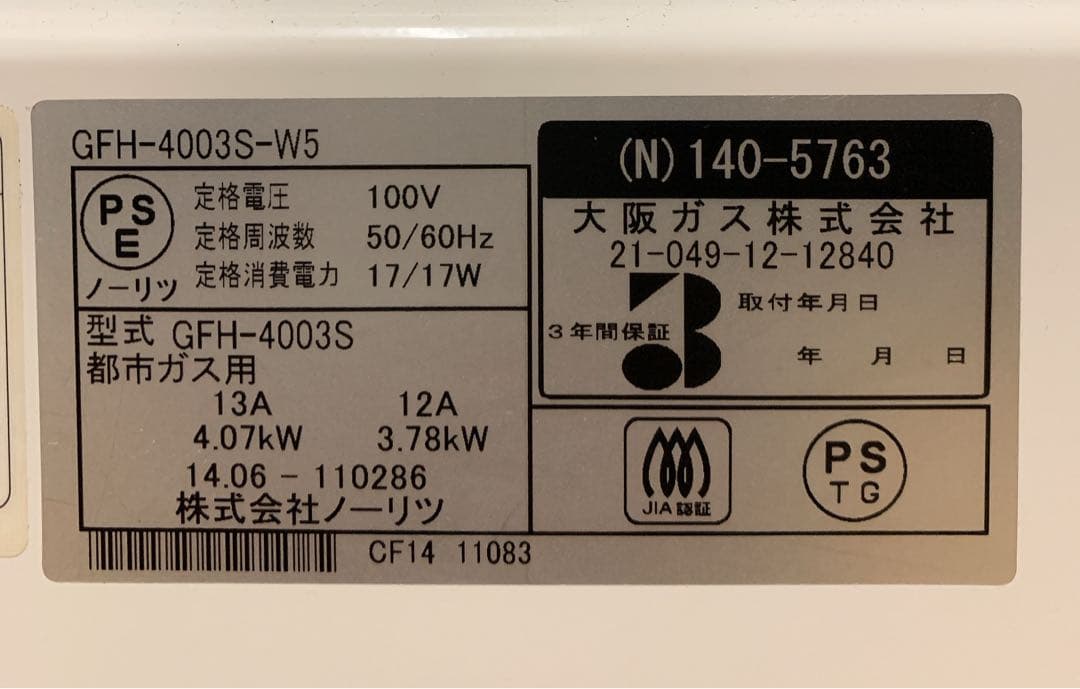 GFH-4003S-W5
PS
E
ノーリツ
定格電圧 100V
定格周波数 50/60Hz
定格消費電力 17/17W
型式 GFH-4003S
都市ガス用
13A 12A
4.07kW 3.78kW
14.06 - 110286
株式会社ノーリツ
CF14 11083
(N) 140-5763
大阪ガス株式会社
21-049-12-12840
3
3年間保証
取付年月日
年 月 日
JIA認証
PS
TG